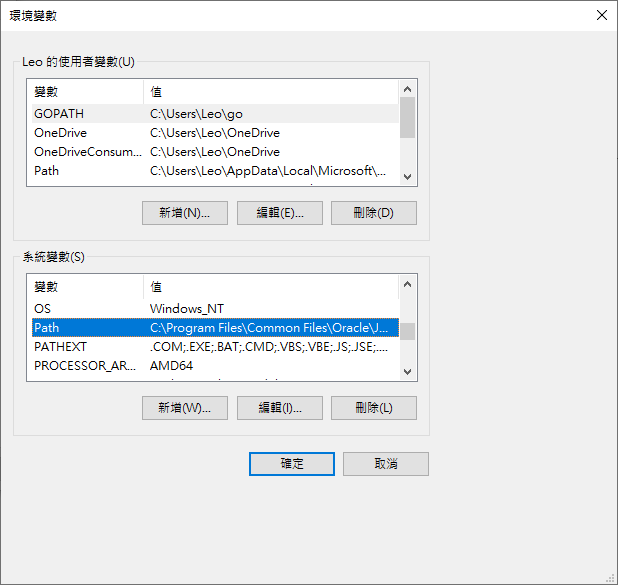 環境變數
Leo 的使用者變數(U)
變數 值
GOPATH C:\Users\Leo\go
OneDrive C:\Users\Leo\OneDrive
OneDriveConsum... C:\Users\Leo\OneDrive
Path C:\Users\Leo\AppData\Local\Microsoft\...
新增(N)... 編輯(E)... 刪除(D)
系統變數(S)
變數 值
OS Windows_NT
Path C:\Program Files\Common Files\Oracle\J...
PATHEXT .COM;.EXE;.BAT;.CMD;.VBS;.VBE;.JS;.JSE;....
PROCESSOR_AR... AMD64
新增(W)... 編輯(I)... 刪除(L)
確定 取消